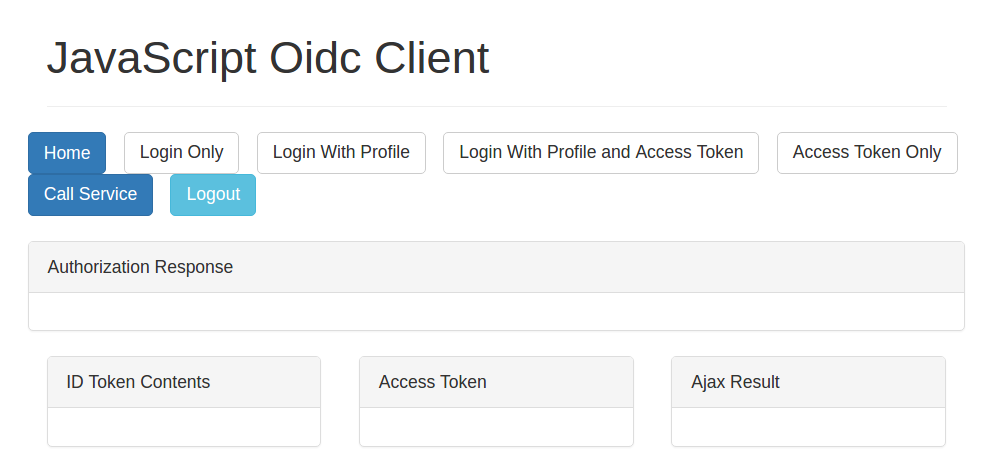 JavaScript Oidc Client
Home Login Only Login With Profile Login With Profile and Access Token Access Token Only
Call Service Logout
Authorization Response
ID Token Contents Access Token Ajax Result